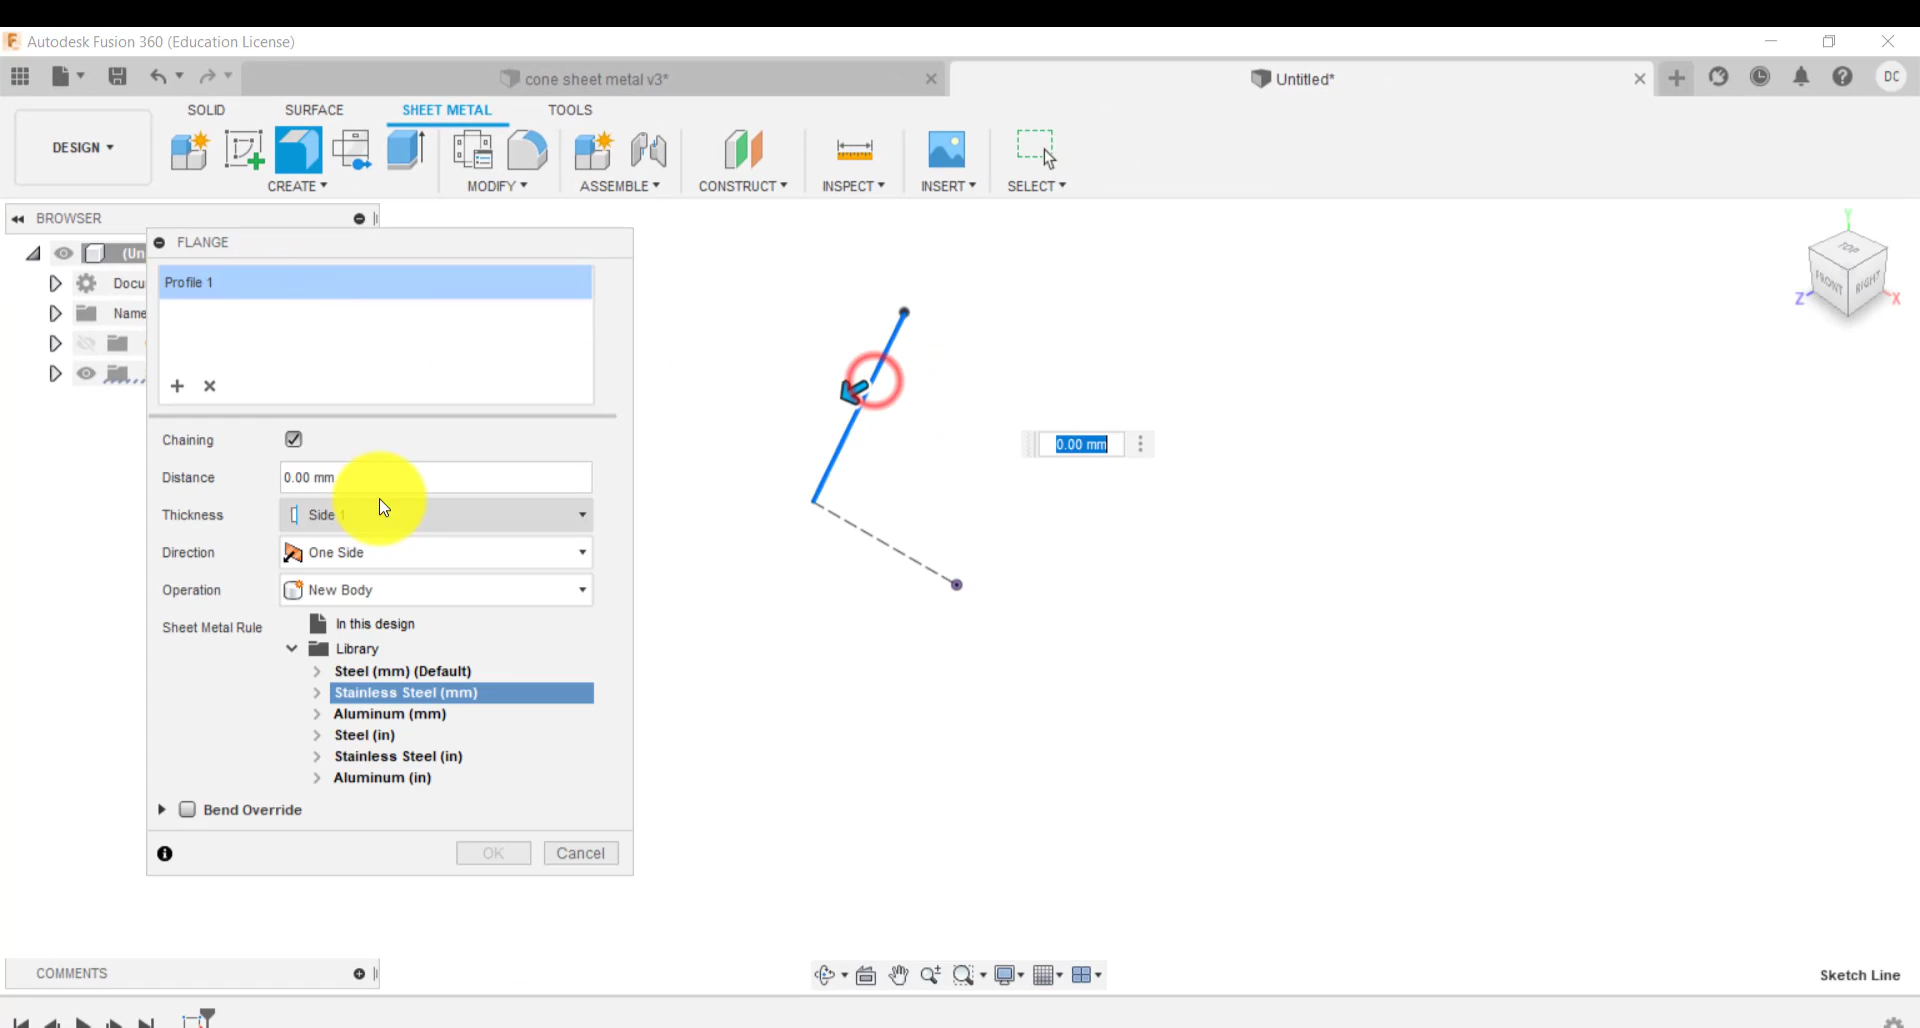 Autodesk Fusion 360 (Education License)
cone sheet metal v3*
Untitled*
DC
SOLID
SURFACE
SHEET METAL
TOOLS
DESIGN
CREATE
MODIFY
ASSEMBLE
CONSTRUCT
INSPECT
INSERT
SELECT
BROWSER
(Un
Docu
Name
FLANGE
Profile 1
Chaining
Distance
0.00 mm
Thickness
Side 1
Direction
One Side
Operation
New Body
Sheet Metal Rule
In this design
Library
Steel (mm) (Default)
Stainless Steel (mm)
Aluminum (mm)
Steel (in)
Stainless Steel (in)
Aluminum (in)
Bend Override
OK
Cancel
0.00 mm
Y
TOP
FRONT
RIGHT
Z
X
COMMENTS
Sketch Line